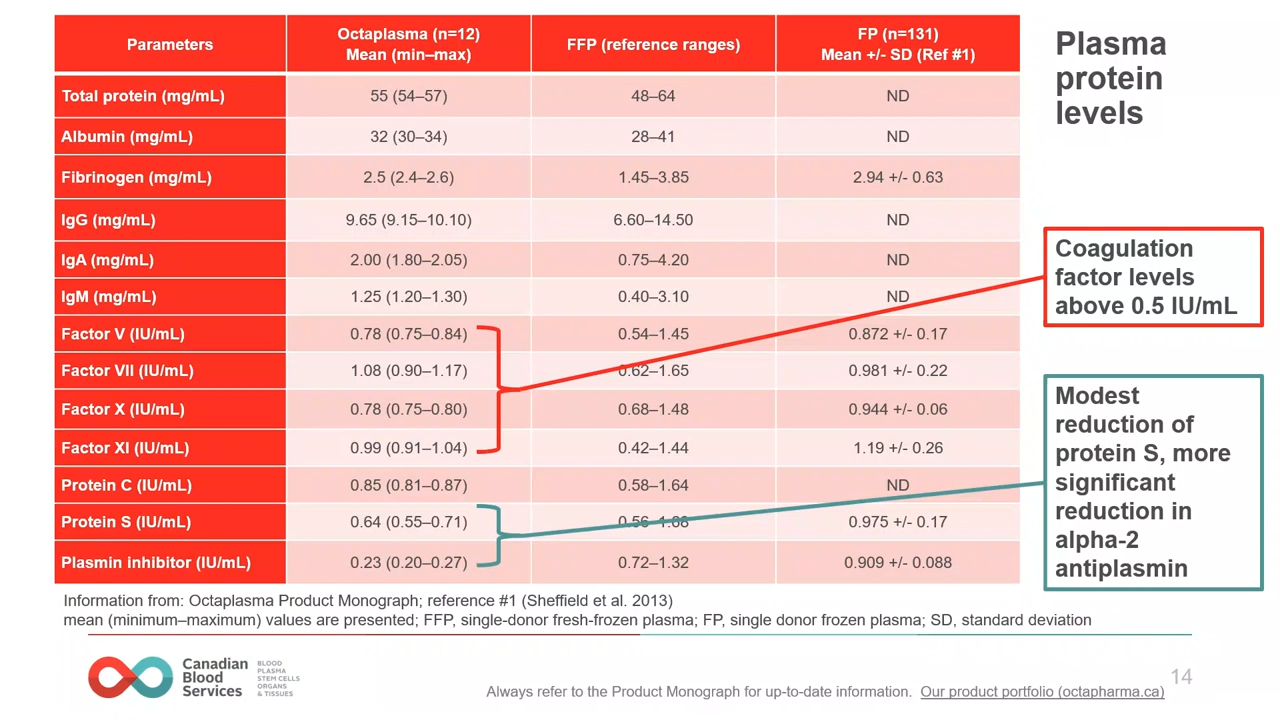 Parameters
Octaplasma (n=12)
Mean (min–max)
FFP (reference ranges)
FP (n=131)
Mean +/- SD (Ref #1)
Total protein (mg/mL) 55 (54–57) 48–64 ND
Albumin (mg/mL) 32 (30–34) 28–41 ND
Fibrinogen (mg/mL) 2.5 (2.4–2.6) 1.45–3.85 2.94 +/- 0.63
IgG (mg/mL) 9.65 (9.15–10.10) 6.60–14.50 ND
IgA (mg/mL) 2.00 (1.80–2.05) 0.75–4.20 ND
IgM (mg/mL) 1.25 (1.20–1.30) 0.40–3.10 ND
Factor V (IU/mL) 0.78 (0.75–0.84) 0.54–1.45 0.872 +/- 0.17
Factor VII (IU/mL) 1.08 (0.90–1.17) 0.62–1.65 0.981 +/- 0.22
Factor X (IU/mL) 0.78 (0.75–0.80) 0.68–1.48 0.944 +/- 0.06
Factor XI (IU/mL) 0.99 (0.91–1.04) 0.42–1.44 1.19 +/- 0.26
Protein C (IU/mL) 0.85 (0.81–0.87) 0.58–1.64 ND
Protein S (IU/mL) 0.64 (0.55–0.71) 0.56–1.68 0.975 +/- 0.17
Plasmin inhibitor (IU/mL) 0.23 (0.20–0.27) 0.72–1.32 0.909 +/- 0.088
Plasma
protein
levels
Coagulation
factor levels
above 0.5 IU/mL
Modest
reduction of
protein S, more
significant
reduction in
alpha-2
antiplasmin
Information from: Octaplasma Product Monograph; reference #1 (Sheffield et al. 2013)
mean (minimum–maximum) values are presented; FFP, single-donor fresh-frozen plasma; FP, single donor frozen plasma; SD, standard deviation
Canadian
Blood
Services
BLOOD
PLASMA
STEM CELLS
ORGANS
& TISSUES
Always refer to the Product Monograph for up-to-date information. Our product portfolio (octapharma.ca)
14